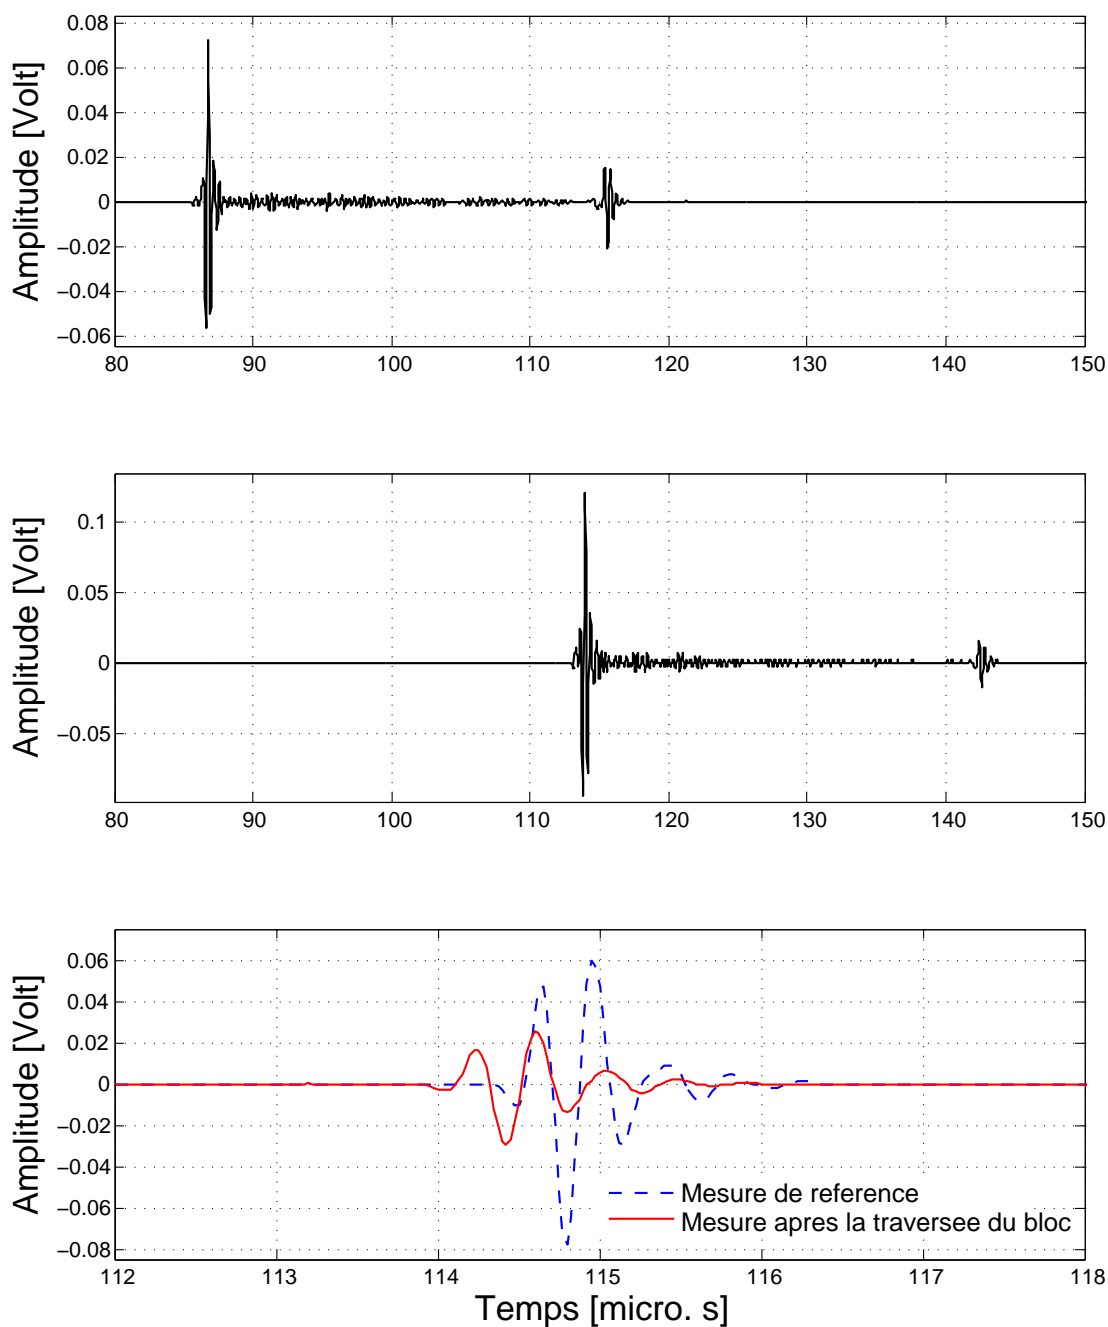 0.08
0.06
0.04
0.02
0
−0.02
−0.04
−0.06
Amplitude [Volt]
80 90 100 110 120 130 140 150
0.1
0.05
0
−0.05
Amplitude [Volt]
80 90 100 110 120 130 140 150
0.06
0.04
0.02
0
−0.02
−0.04
−0.06
−0.08
Amplitude [Volt]
Mesure de reference
Mesure apres la traversee du bloc
112 113 114 115 116 117 118
Temps [micro. s]